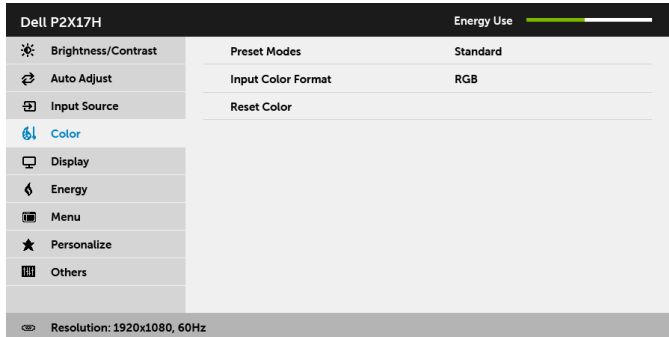 Dell P2X17H Energy Use
Brightness/Contrast Preset Modes Standard
Auto Adjust Input Color Format RGB
Input Source Reset Color
Color
Display
Energy
Menu
Personalize
Others
Resolution: 1920x1080, 60Hz